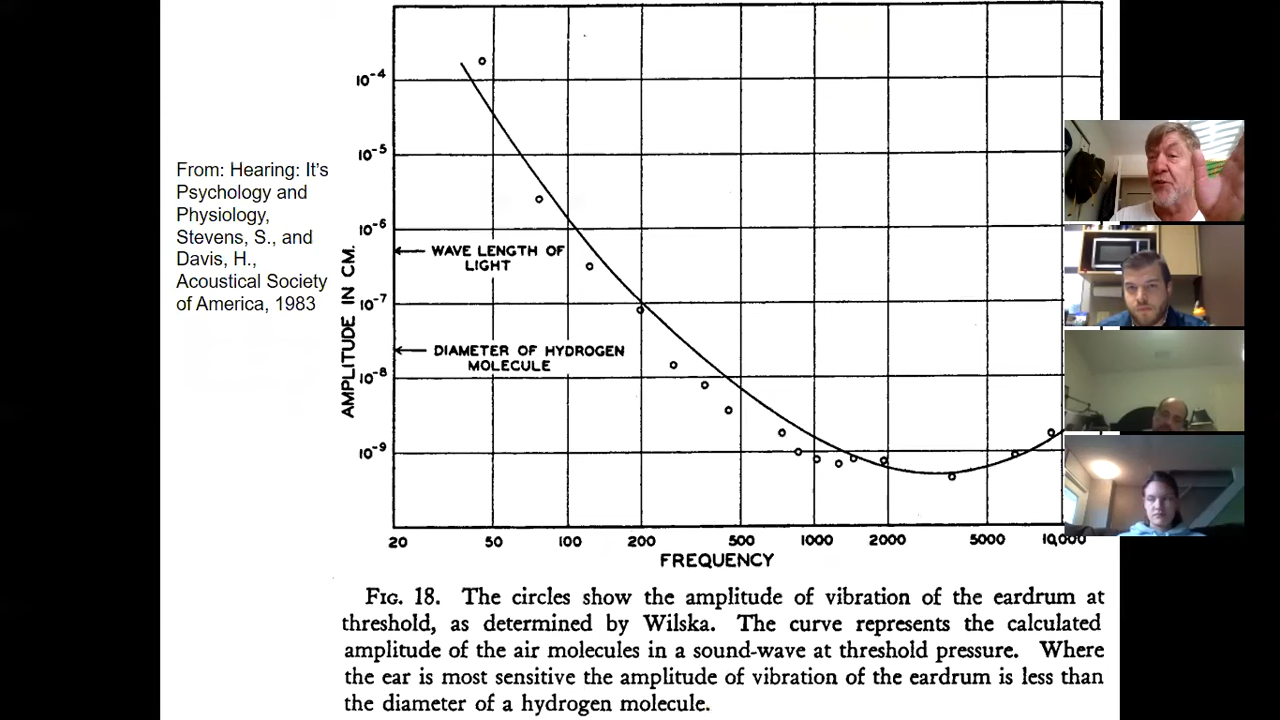 From: Hearing: It's
Psychology and
Physiology,
Stevens, S., and
Davis, H.,
Acoustical Society
of America, 1983
AMPLITUDE IN CM.
10⁻⁴
10⁻⁵
10⁻⁶
WAVE LENGTH OF
LIGHT
10⁻⁷
DIAMETER OF HYDROGEN
MOLECULE
10⁻⁸
10⁻⁹
20 50 100 200 500 1000 2000 5000 10,000
FREQUENCY
FIG. 18. The circles show the amplitude of vibration of the eardrum at
threshold, as determined by Wilska. The curve represents the calculated
amplitude of the air molecules in a sound-wave at threshold pressure. Where
the ear is most sensitive the amplitude of vibration of the eardrum is less than
the diameter of a hydrogen molecule.